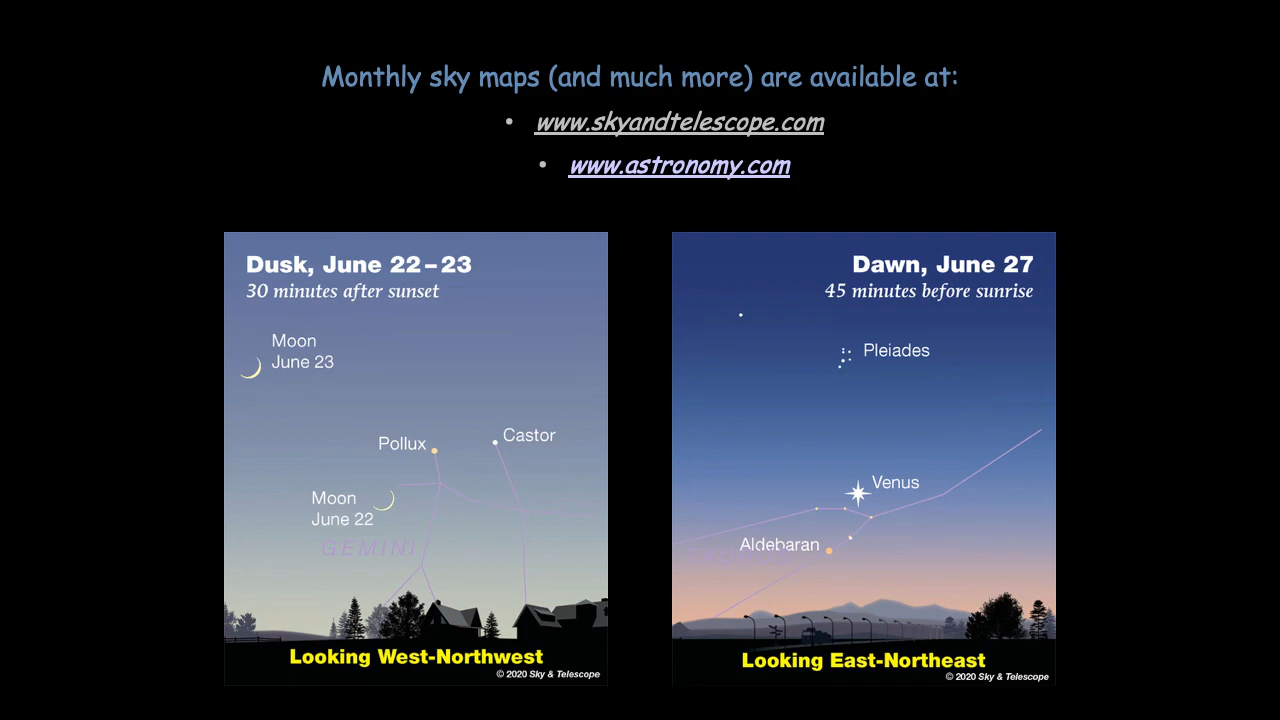 Monthly sky maps (and much more) are available at:
• www.skyandtelescope.com
• www.astronomy.com
Dusk, June 22–23
30 minutes after sunset
Moon
June 23
Pollux
Castor
Moon
June 22
GEMINI
Looking West-Northwest
© 2020 Sky & Telescope
Dawn, June 27
45 minutes before sunrise
Pleiades
Venus
Aldebaran
Looking East-Northeast
© 2020 Sky & Telescope